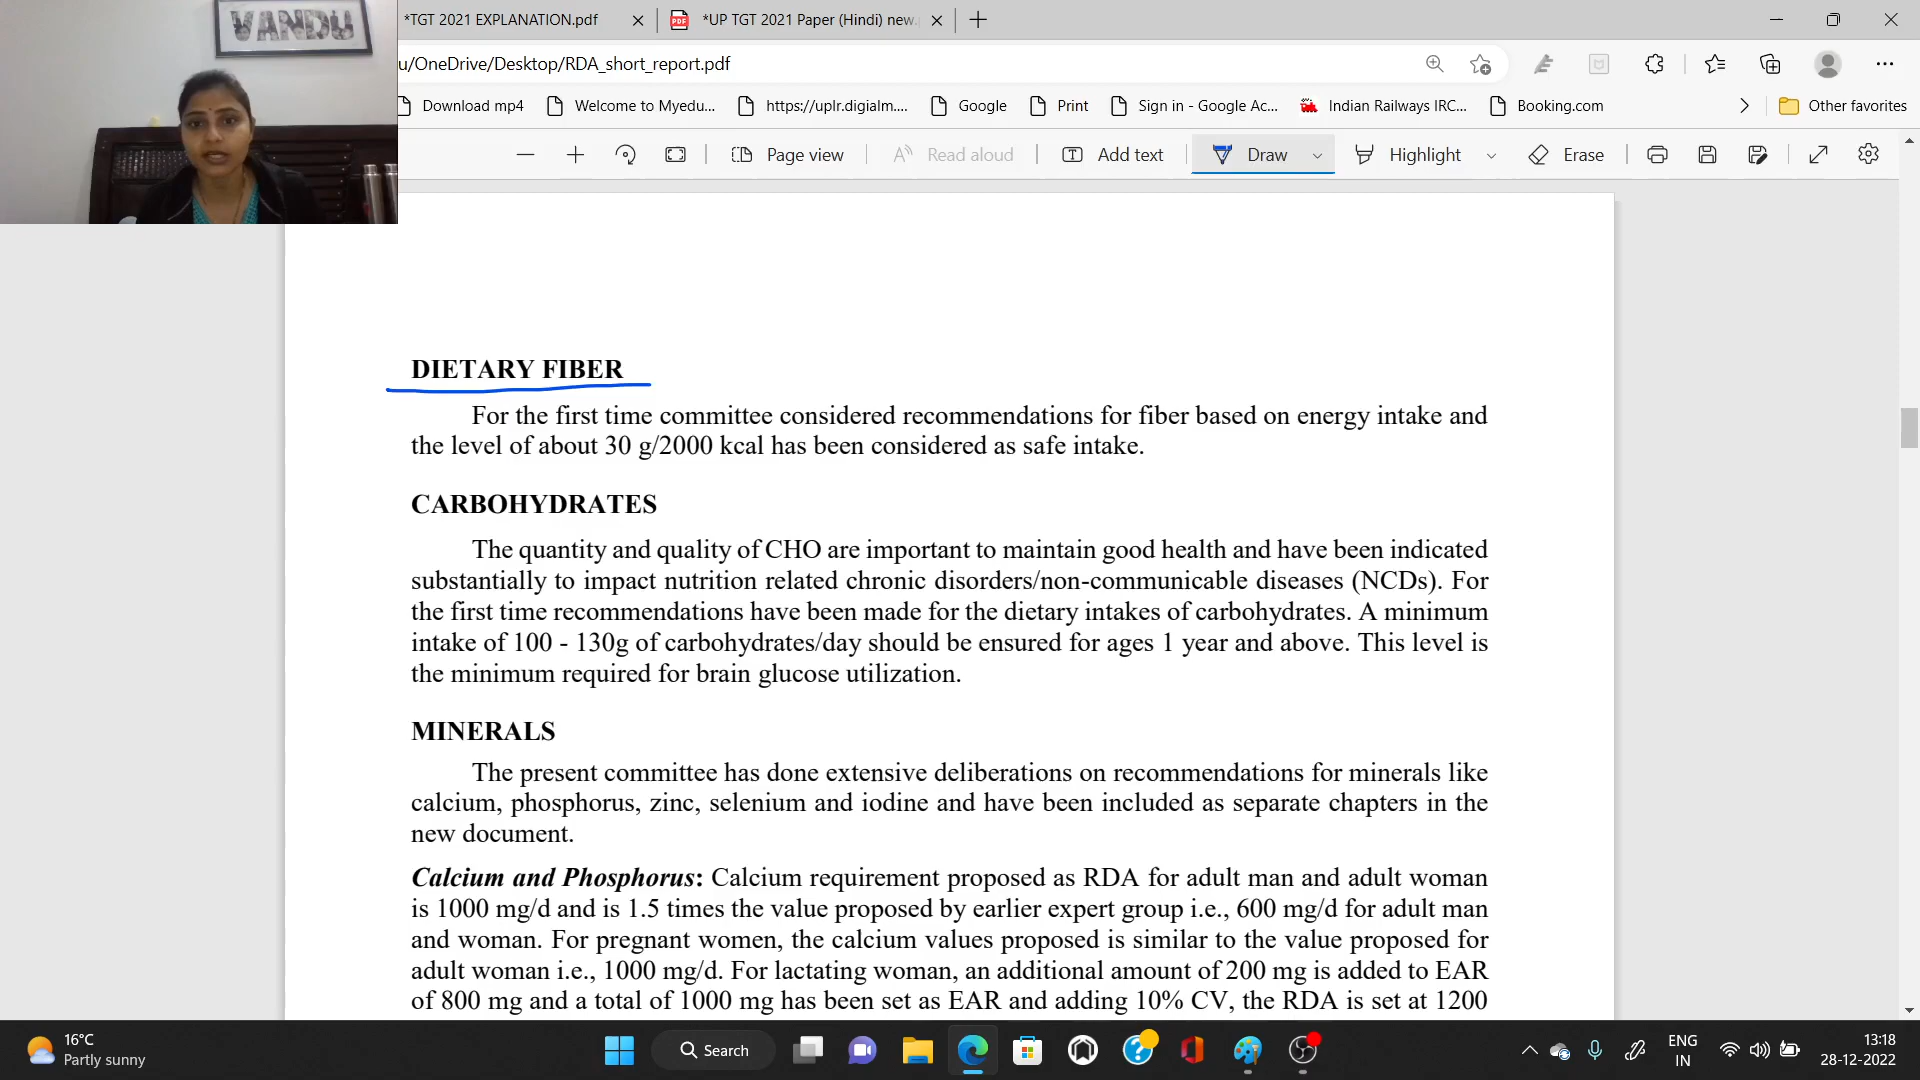 VANDU
*TGT 2021 EXPLANATION.pdf
*UP TGT 2021 Paper (Hindi) new.
u/OneDrive/Desktop/RDA_short_report.pdf
Download mp4
Welcome to Myedu...
https://uplr.digialm....
Google
Print
Sign in - Google Ac...
Indian Railways IRC...
Booking.com
Other favorites
Page view
Read aloud
Add text
Draw
Highlight
Erase
DIETARY FIBER
For the first time committee considered recommendations for fiber based on energy intake and
the level of about 30 g/2000 kcal has been considered as safe intake.
CARBOHYDRATES
The quantity and quality of CHO are important to maintain good health and have been indicated
substantially to impact nutrition related chronic disorders/non-communicable diseases (NCDs). For
the first time recommendations have been made for the dietary intakes of carbohydrates. A minimum
intake of 100 - 130g of carbohydrates/day should be ensured for ages 1 year and above. This level is
the minimum required for brain glucose utilization.
MINERALS
The present committee has done extensive deliberations on recommendations for minerals like
calcium, phosphorus, zinc, selenium and iodine and have been included as separate chapters in the
new document.
Calcium and Phosphorus: Calcium requirement proposed as RDA for adult man and adult woman
is 1000 mg/d and is 1.5 times the value proposed by earlier expert group i.e., 600 mg/d for adult man
and woman. For pregnant women, the calcium values proposed is similar to the value proposed for
adult woman i.e., 1000 mg/d. For lactating woman, an additional amount of 200 mg is added to EAR
of 800 mg and a total of 1000 mg has been set as EAR and adding 10% CV, the RDA is set at 1200
16°C
Partly sunny
Search
ENG
IN
13:18
28-12-2022